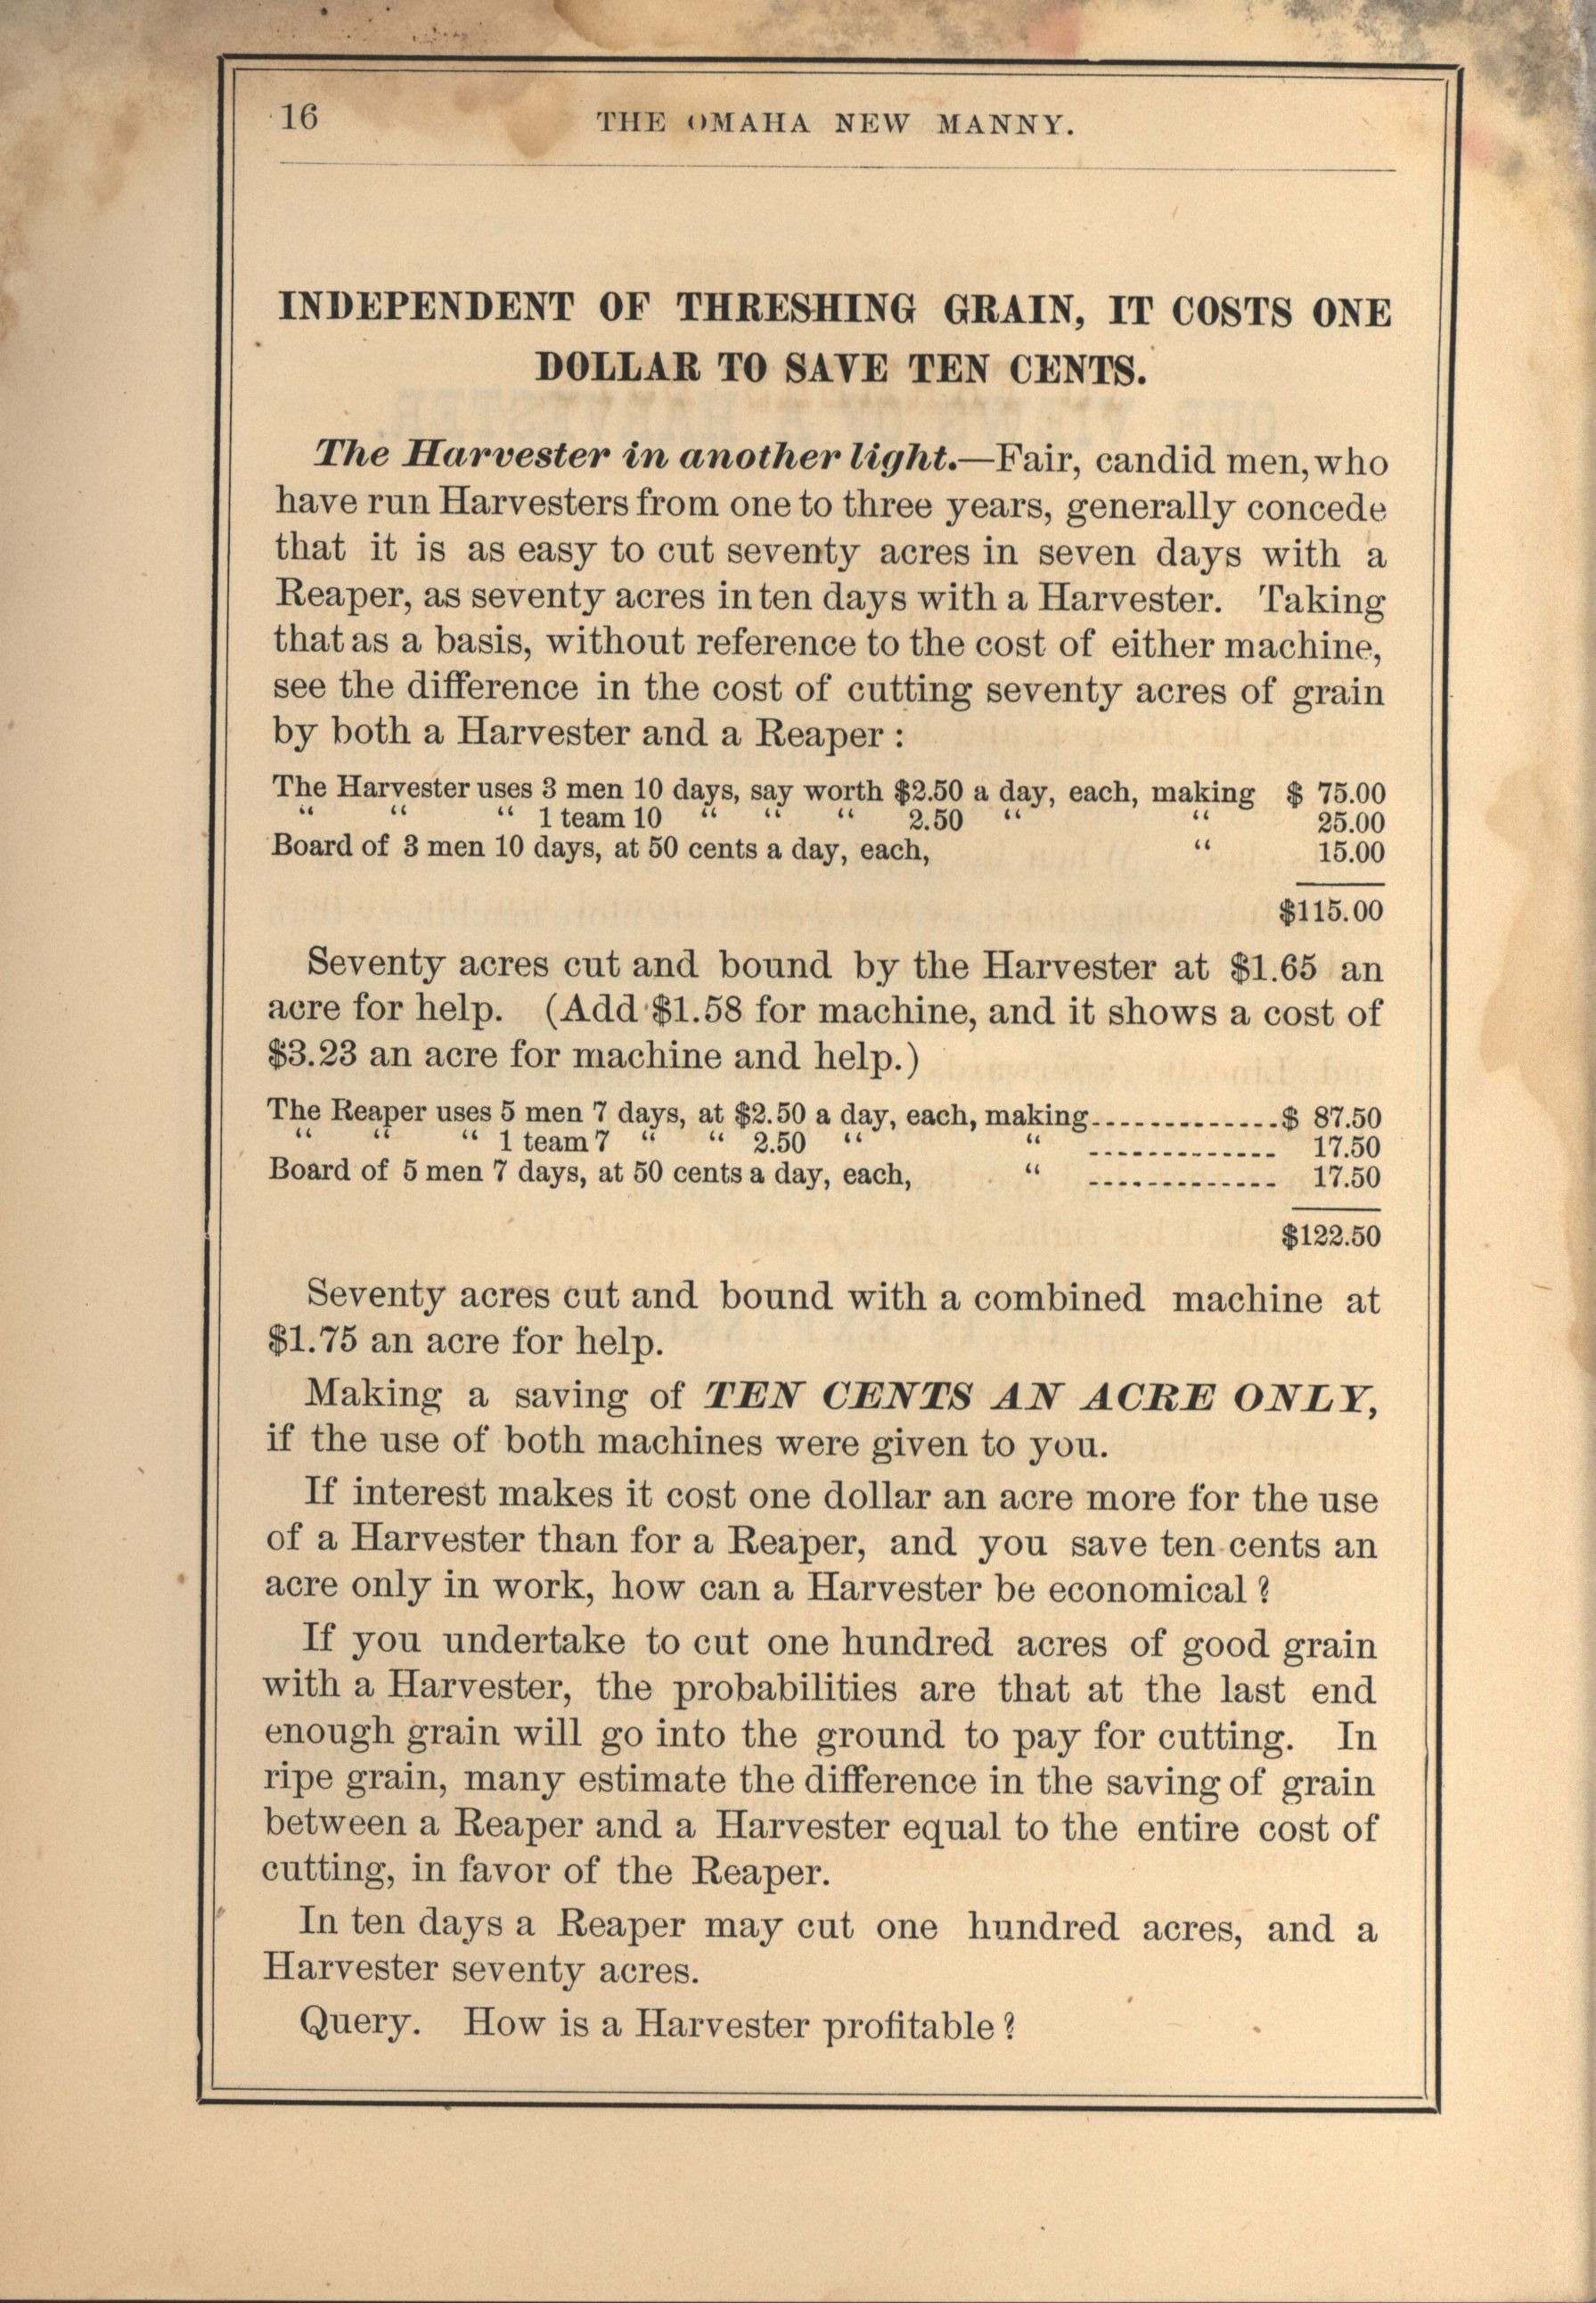 16
THE OMAHA NEW MANNY.
INDEPENDENT OF THRESHING GRAIN, IT COSTS ONE
DOLLAR TO SAVE TEN CENTS.
The Harvester in another light.—Fair, candid men, who
have run Harvesters from one to three years, generally concede
that it is as easy to cut seventy acres in seven days with a
Reaper, as seventy acres in ten days with a Harvester. Taking
that as a basis, without reference to the cost of either machine,
see the difference in the cost of cutting seventy acres of grain
by both a Harvester and a Reaper :
The Harvester uses 3 men 10 days, say worth $2.50 a day, each, making $ 75.00
“ “ “ 1 team 10 “ “ “ 2.50 “ “ 25.00
Board of 3 men 10 days, at 50 cents a day, each, “ 15.00
$115.00
Seventy acres cut and bound by the Harvester at $1.65 an
acre for help. (Add $1.58 for machine, and it shows a cost of
$3.23 an acre for machine and help.)
The Reaper uses 5 men 7 days, at $2.50 a day, each, making-------------$ 87.50
“ “ “ 1 team 7 “ “ 2.50 “ “ ------------- 17.50
Board of 5 men 7 days, at 50 cents a day, each, “ ------------- 17.50
$122.50
Seventy acres cut and bound with a combined machine at
$1.75 an acre for help.
Making a saving of TEN CENTS AN ACRE ONLY,
if the use of both machines were given to you.
If interest makes it cost one dollar an acre more for the use
of a Harvester than for a Reaper, and you save ten cents an
acre only in work, how can a Harvester be economical ?
If you undertake to cut one hundred acres of good grain
with a Harvester, the probabilities are that at the last end
enough grain will go into the ground to pay for cutting. In
ripe grain, many estimate the difference in the saving of grain
between a Reaper and a Harvester equal to the entire cost of
cutting, in favor of the Reaper.
In ten days a Reaper may cut one hundred acres, and a
Harvester seventy acres.
Query. How is a Harvester profitable ?